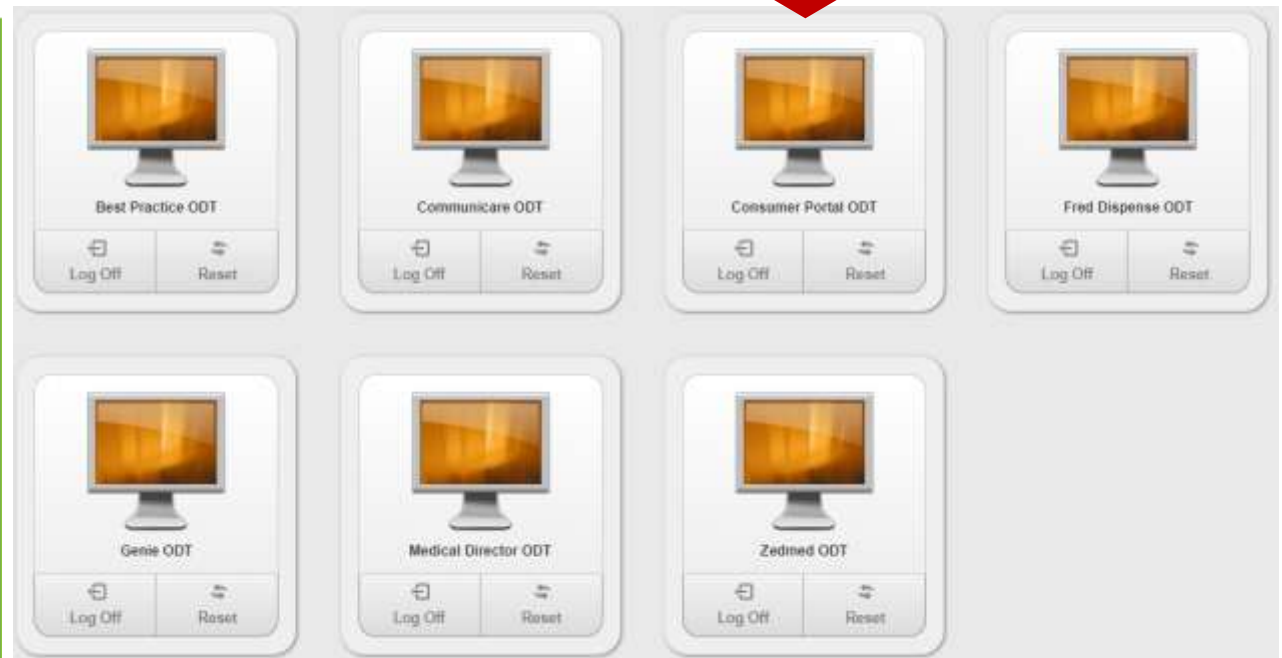 Best Practice ODT
Communicare ODT
Consumer Portal ODT
Fred Dispense ODT
Log Off Reset
Log Off Reset
Log Off Reset
Log Off Reset
Genie ODT
Medical Director ODT
Zedmed ODT
Log Off Reset
Log Off Reset
Log Off Reset